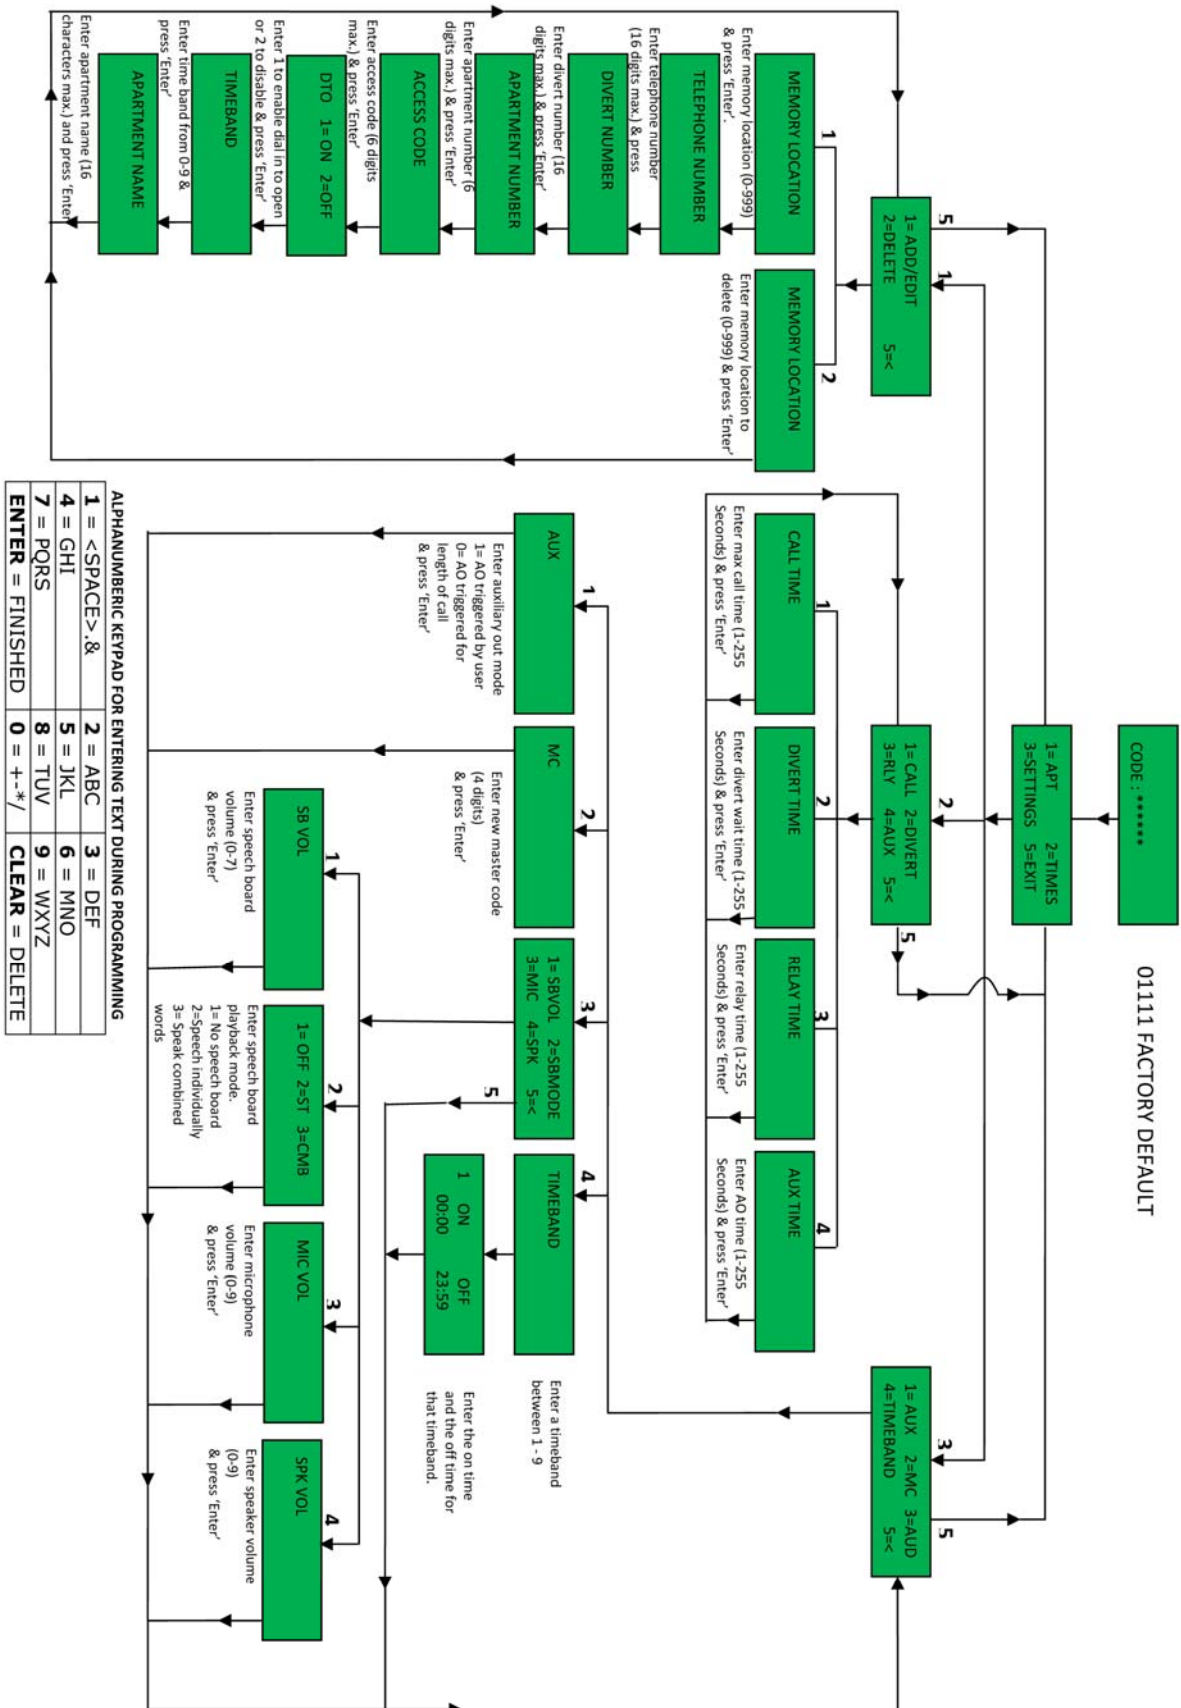 01111 FACTORY DEFAULT
CODE : ******
1= APT 2=TIMES
3=SETTINGS 5=EXIT
1
2
3
5
1= ADD/EDIT
2=DELETE 5=<
5
1= CALL 2=DIVERT
3=RLY 4=AUX 5=<
5
1= AUX 2=MC 3=AUD
4=TIMEBAND 5=<
1
MEMORY LOCATION
Enter memory location (0-999)
& press ‘Enter’.
TELEPHONE NUMBER
Enter telephone number
(16 digits max.) & press
DIVERT NUMBER
Enter divert number (16
digits max.) & press ‘Enter’
APARTMENT NUMBER
Enter apartment number (6
digits max.) & press ‘Enter’
ACCESS CODE
Enter access code (6 digits
max.) & press ‘Enter’
DTO 1= ON 2=OFF
Enter 1 to enable dial in to open
or 2 to disable & press ‘Enter’
TIMEBAND
Enter time band from 0-9 &
press ‘Enter’
APARTMENT NAME
Enter apartment name (16
characters max.) and press ‘Enter
2
MEMORY LOCATION
Enter memory location to
delete (0-999) & press ‘Enter’
1
CALL TIME
Enter max call time (1-255
Seconds) & press ‘Enter’
2
DIVERT TIME
Enter divert wait time (1-255
Seconds) & press ‘Enter’
3
RELAY TIME
Enter relay time (1-255
Seconds) & press ‘Enter’
4
AUX TIME
Enter AO time (1-255
Seconds) & press ‘Enter’
1
AUX
Enter auxiliary out mode
1= AO triggered by user
0= AO triggered for
length of call
& press ‘Enter’
2
MC
Enter new master code
(4 digits)
& press ‘Enter’
3
1= SBVOL 2=SBMODE
3=MIC 4=SPK 5=<
5
4
TIMEBAND
Enter a timeband
between 1 - 9
1 ON OFF
00:00 23:59
Enter the on time
and the off time for
that timeband.
1
SB VOL
Enter speech board
volume (0-7)
& press ‘Enter’
2
1= OFF 2=ST 3=CMB
Enter speech board
playback mode.
1= No speech board
2=Speech individually
3= Speak combined
words
3
MIC VOL
Enter microphone
volume (0-9)
& press ‘Enter’
4
SPK VOL
Enter speaker volume
(0-9)
& press ‘Enter’
ALPHANUMBERIC KEYPAD FOR ENTERING TEXT DURING PROGRAMMING
1 = <SPACE>.& 2 = ABC 3 = DEF
4 = GHI 5 = JKL 6 = MNO
7 = PQRS 8 = TUV 9 = WXYZ
ENTER = FINISHED 0 = +-*/ CLEAR = DELETE